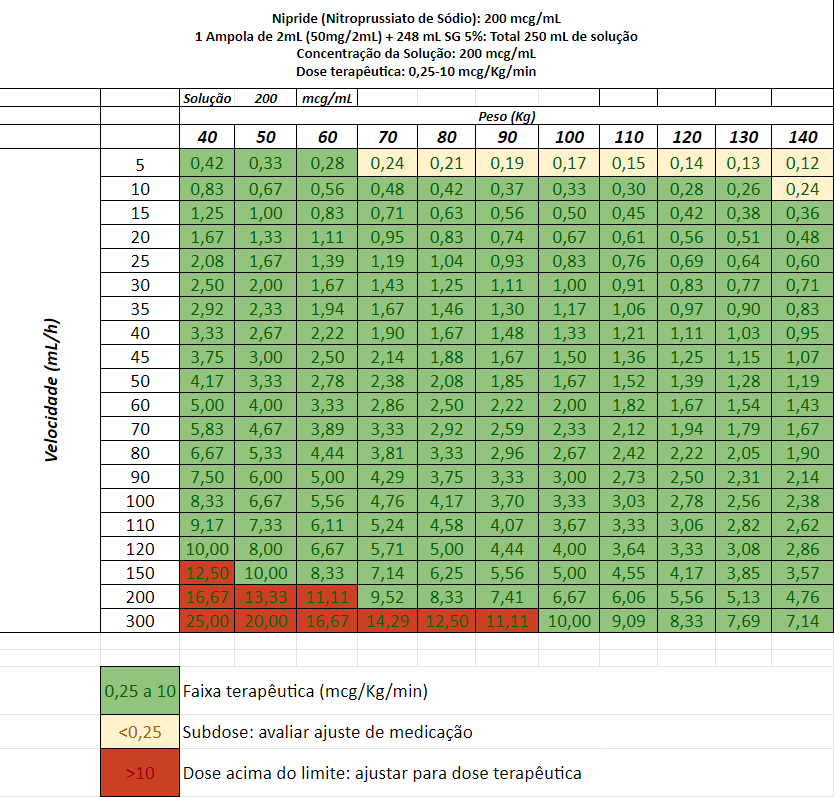 Nipride (Nitroprussiato de Sódio): 200 mcg/mL
1 Ampola de 2mL (50mg/2mL) + 248 mL SG 5%: Total 250 mL de solução
Concentração da Solução: 200 mcg/mL
Dose terapêutica: 0,25-10 mcg/Kg/min
Solução 200 mcg/mL
Peso (Kg)
40 50 60 70 80 90 100 110 120 130 140
Velocidade (mL/h)
5 0,42 0,33 0,28 0,24 0,21 0,19 0,17 0,15 0,14 0,13 0,12
10 0,83 0,67 0,56 0,48 0,42 0,37 0,33 0,30 0,28 0,26 0,24
15 1,25 1,00 0,83 0,71 0,63 0,56 0,50 0,45 0,42 0,38 0,36
20 1,67 1,33 1,11 0,95 0,83 0,74 0,67 0,61 0,56 0,51 0,48
25 2,08 1,67 1,39 1,19 1,04 0,93 0,83 0,76 0,69 0,64 0,60
30 2,50 2,00 1,67 1,43 1,25 1,11 1,00 0,91 0,83 0,77 0,71
35 2,92 2,33 1,94 1,67 1,46 1,30 1,17 1,06 0,97 0,90 0,83
40 3,33 2,67 2,22 1,90 1,67 1,48 1,33 1,21 1,11 1,03 0,95
45 3,75 3,00 2,50 2,14 1,88 1,67 1,50 1,36 1,25 1,15 1,07
50 4,17 3,33 2,78 2,38 2,08 1,85 1,67 1,52 1,39 1,28 1,19
60 5,00 4,00 3,33 2,86 2,50 2,22 2,00 1,82 1,67 1,54 1,43
70 5,83 4,67 3,89 3,33 2,92 2,59 2,33 2,12 1,94 1,79 1,67
80 6,67 5,33 4,44 3,81 3,33 2,96 2,67 2,42 2,22 2,05 1,90
90 7,50 6,00 5,00 4,29 3,75 3,33 3,00 2,73 2,50 2,31 2,14
100 8,33 6,67 5,56 4,76 4,17 3,70 3,33 3,03 2,78 2,56 2,38
110 9,17 7,33 6,11 5,24 4,58 4,07 3,67 3,33 3,06 2,82 2,62
120 10,00 8,00 6,67 5,71 5,00 4,44 4,00 3,64 3,33 3,08 2,86
150 12,50 10,00 8,33 7,14 6,25 5,56 5,00 4,55 4,17 3,85 3,57
200 16,67 13,33 11,11 9,52 8,33 7,41 6,67 6,06 5,56 5,13 4,76
300 25,00 20,00 16,67 14,29 12,50 11,11 10,00 9,09 8,33 7,69 7,14
0,25 a 10 Faixa terapêutica (mcg/Kg/min)
<0,25 Subdose: avaliar ajuste de medicação
>10 Dose acima do limite: ajustar para dose terapêutica